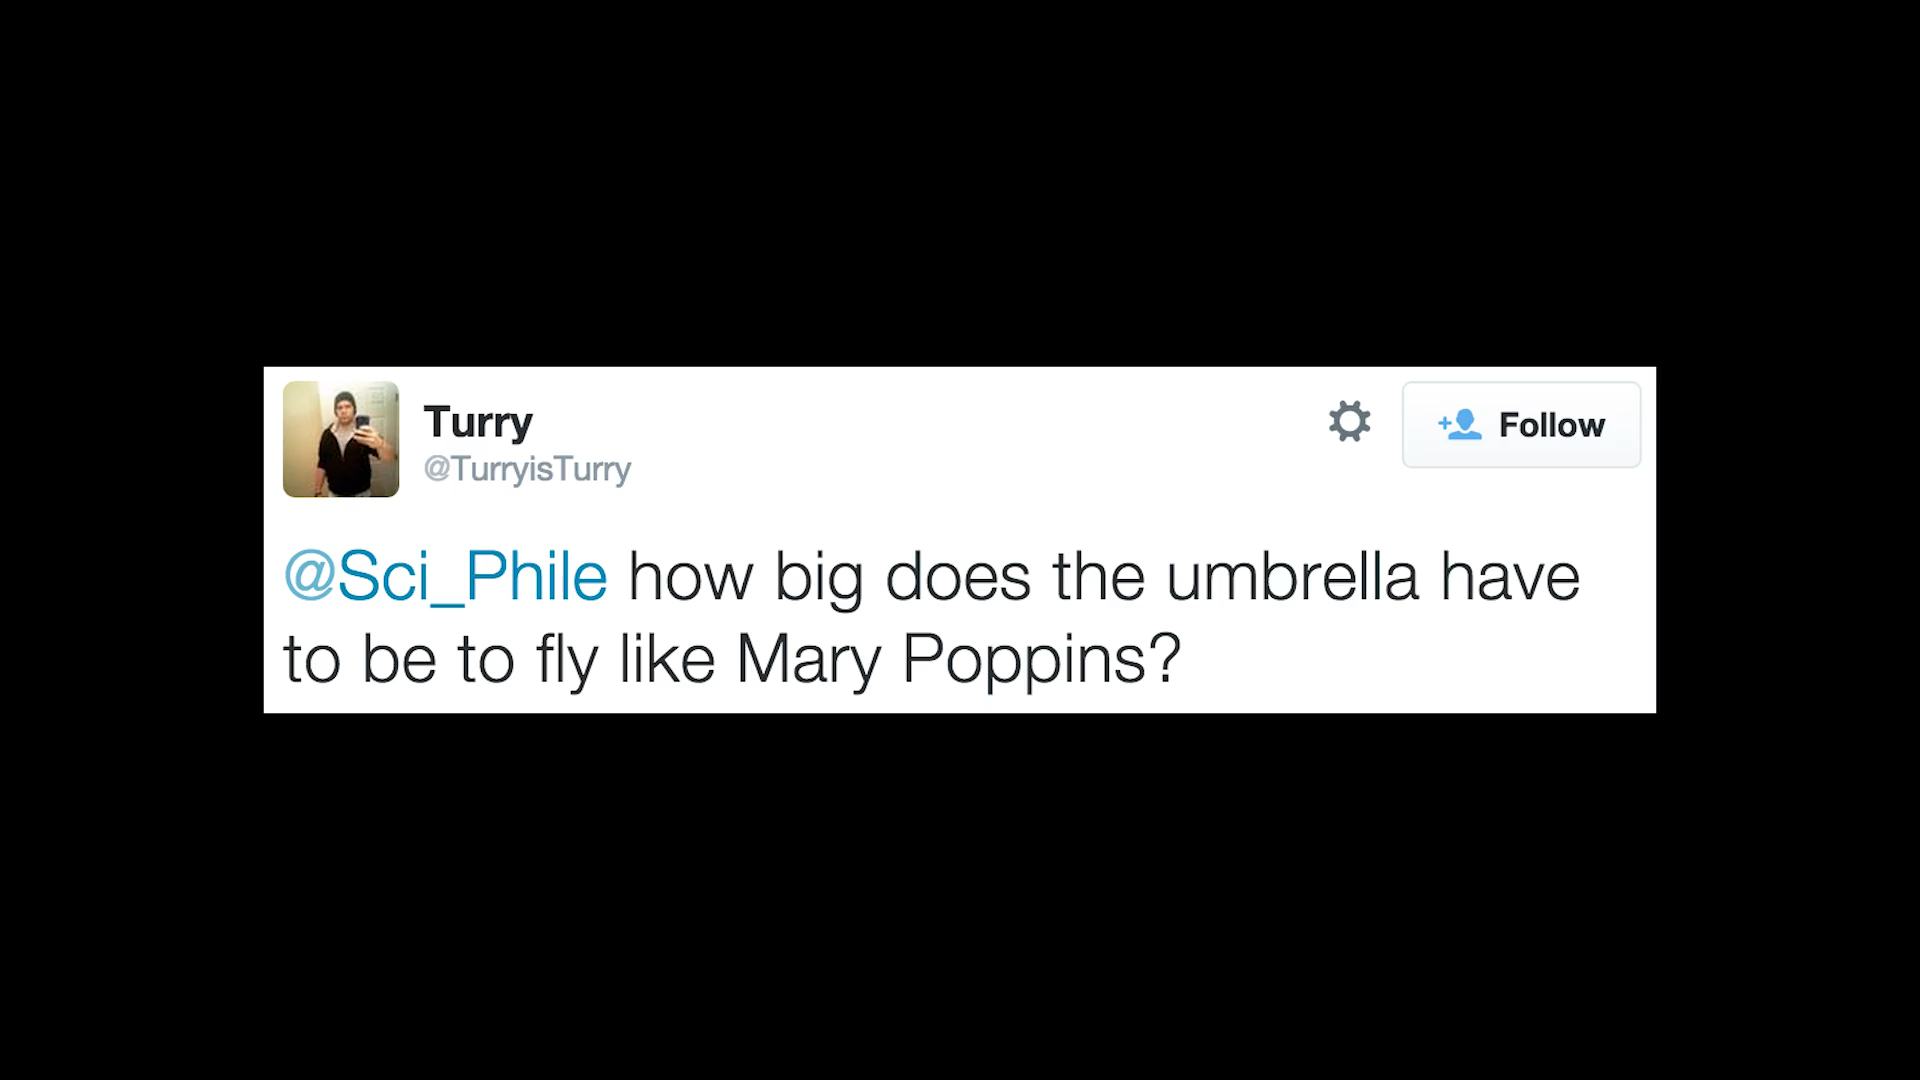 Turry
@TurryisTurry
Follow
@Sci_Phile how big does the umbrella have
to be to fly like Mary Poppins?